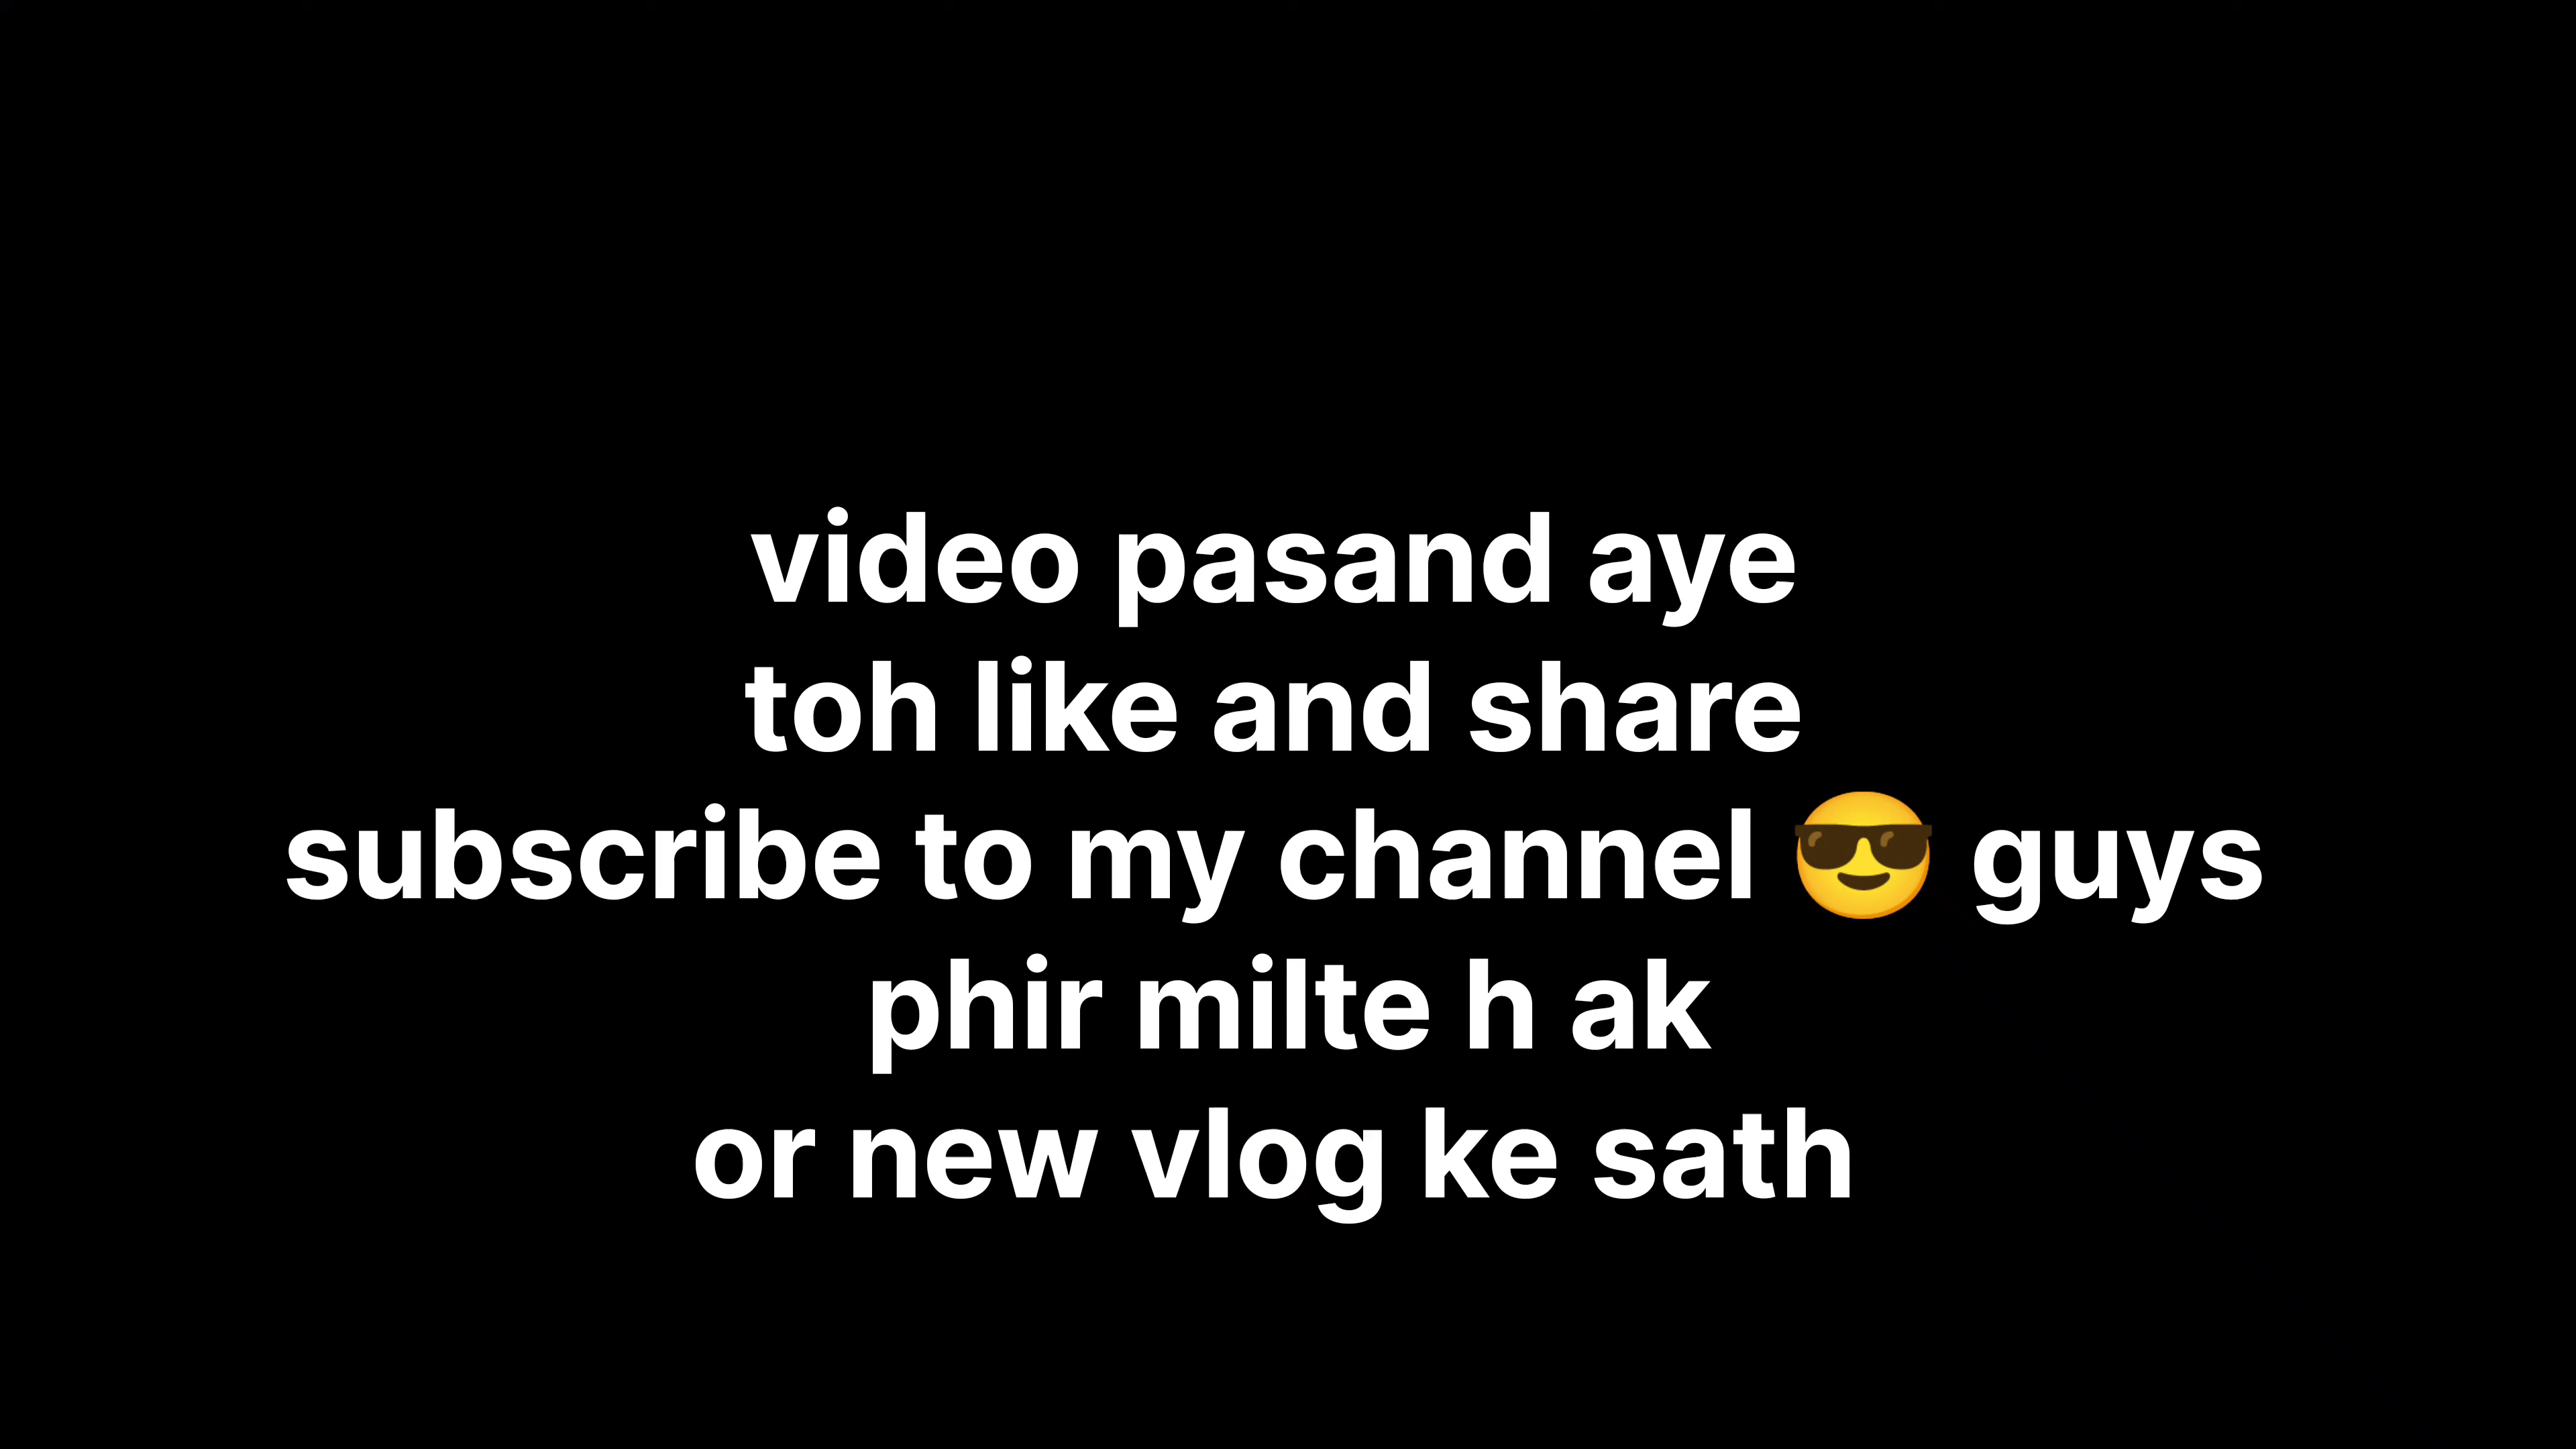 video pasand aye
toh like and share
subscribe to my channel 😎 guys
phir milte h ak
or new vlog ke sath